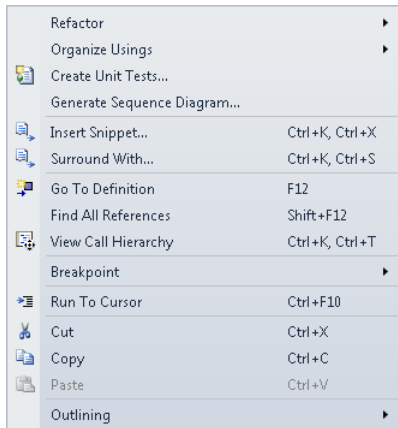 Refactor
Organize Usings
Create Unit Tests...
Generate Sequence Diagram...
Insert Snippet... Ctrl+K, Ctrl+X
Surround With... Ctrl+K, Ctrl+S
Go To Definition F12
Find All References Shift+F12
View Call Hierarchy Ctrl+K, Ctrl+T
Breakpoint
Run To Cursor Ctrl+F10
Cut Ctrl+X
Copy Ctrl+C
Paste Ctrl+V
Outlining